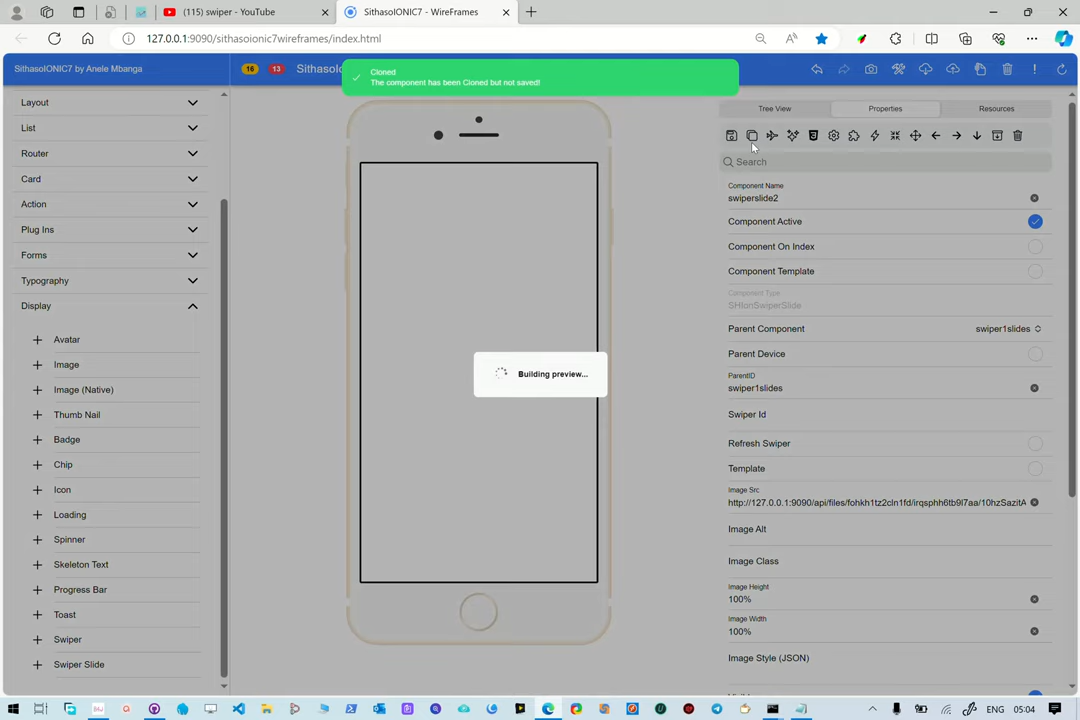 (115) swiper - YouTube
SithasoIONIC7 - WireFrames
127.0.0.1:9090/sithasoionic7wireframes/index.html
SithasoIONIC7 by Anele Mbanga
16
13
Cloned
The component has been Cloned but not saved!
Layout
List
Router
Card
Action
Plug Ins
Forms
Typography
Display
Avatar
Image
Image (Native)
Thumb Nail
Badge
Chip
Icon
Loading
Spinner
Skeleton Text
Progress Bar
Toast
Swiper
Swiper Slide
Building preview...
Tree View
Properties
Resources
Search
Component Name
swiperslide2
Component Active
Component On Index
Component Template
Component Type
SHIonSwiperSlide
Parent Component
swiper1slides
Parent Device
ParentID
swiper1slides
Swiper Id
Refresh Swiper
Template
Image Src
http://127.0.0.1:9090/api/files/fohkh1tz2cln1fd/irqsphh6tb9l7aa/10hzSazitA
Image Alt
Image Class
Image Height
100%
Image Width
100%
Image Style (JSON)
ENG
05:04